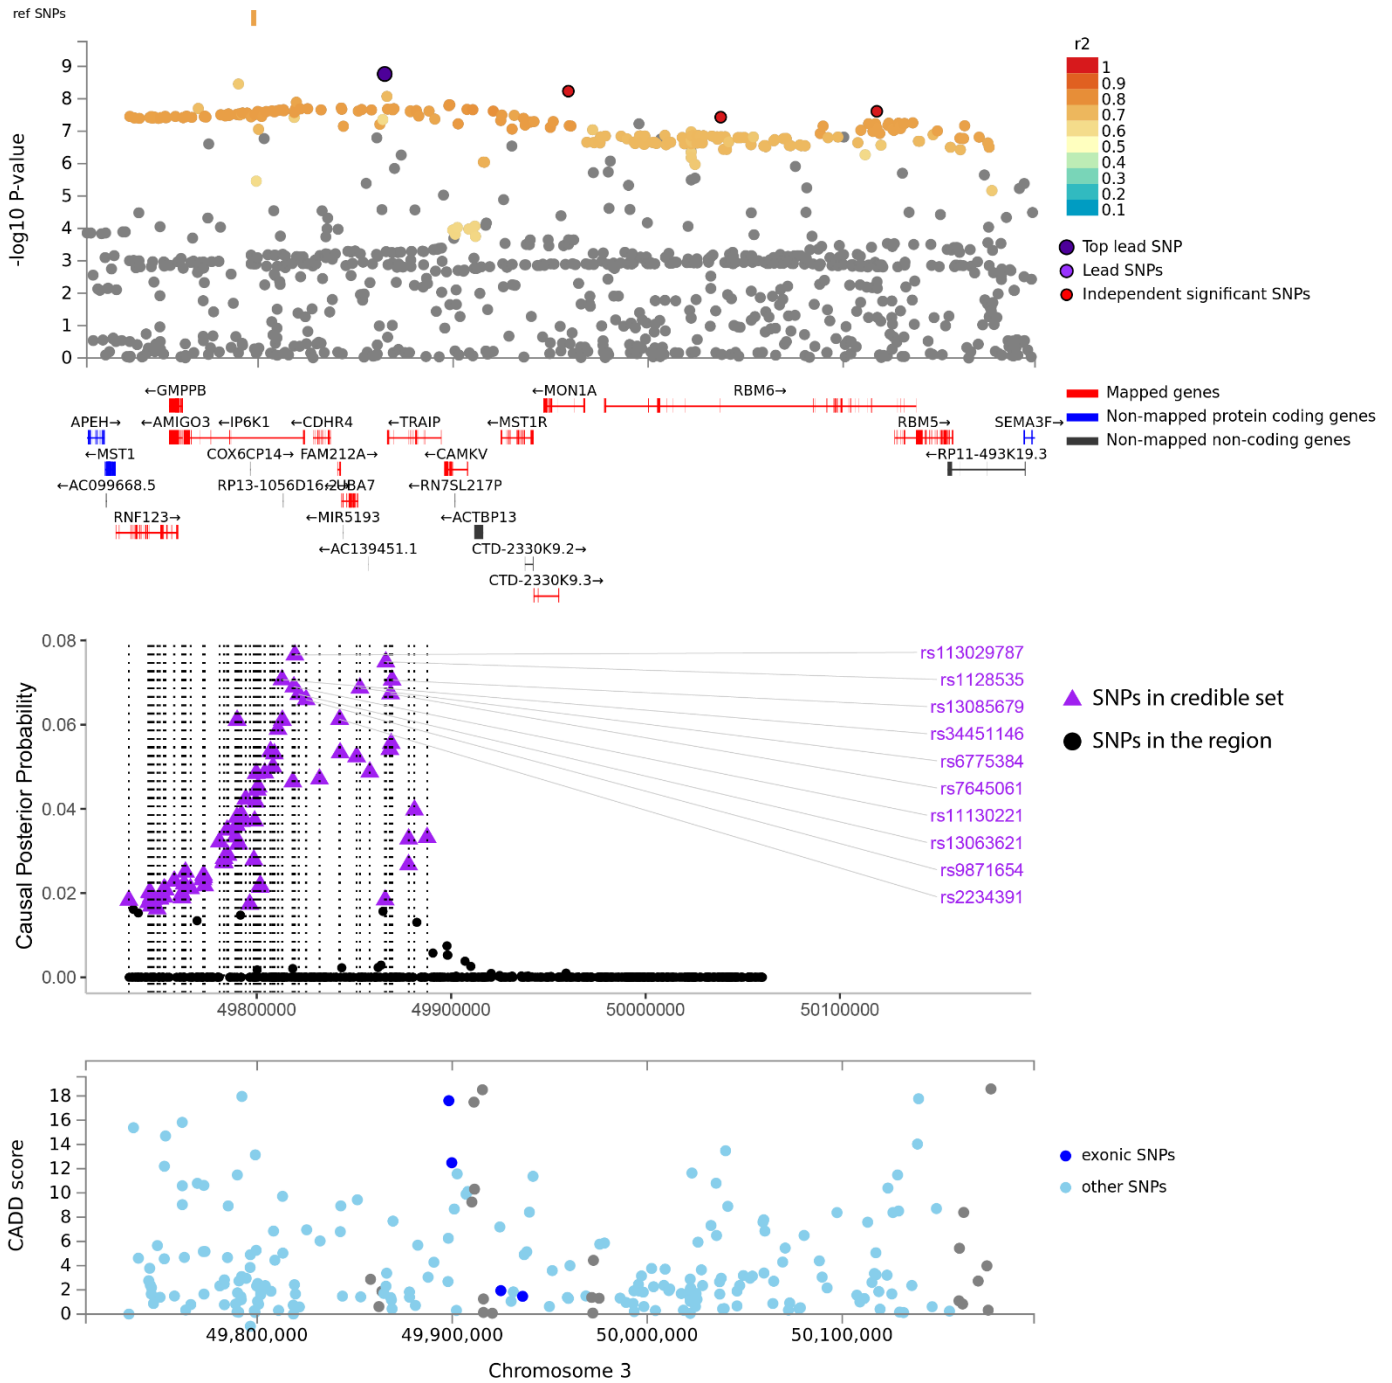 ref SNPs
r2
-log10 P-value
9
8
7
6
5
4
3
2
1
0
1
0.9
0.8
0.7
0.6
0.5
0.4
0.3
0.2
0.1
Top lead SNP
Lead SNPs
Independent significant SNPs
←GMPPB
←MON1A
RBM6→
APEH→
←AMIGO3
←IP6K1
←CDHR4
←TRAIP
←MST1R
RBM5→
SEMA3F→
←MST1
COX6CP14→
FAM212A→
←CAMKV
←RP11-493K19.3
←AC099668.5
RP13-1056D16.2
←UBA7
←RN7SL217P
RNF123→
←MIR5193
←ACTBP13
←AC139451.1
CTD-2330K9.2→
CTD-2330K9.3→
Mapped genes
Non-mapped protein coding genes
Non-mapped non-coding genes
Causal Posterior Probability
0.08
0.06
0.04
0.02
0.00
rs113029787
rs1128535
rs13085679
rs34451146
rs6775384
rs7645061
rs11130221
rs13063621
rs9871654
rs2234391
SNPs in credible set
SNPs in the region
49800000
49900000
50000000
50100000
CADD score
18
16
14
12
10
8
6
4
2
0
exonic SNPs
other SNPs
49,800,000
49,900,000
50,000,000
50,100,000
Chromosome 3